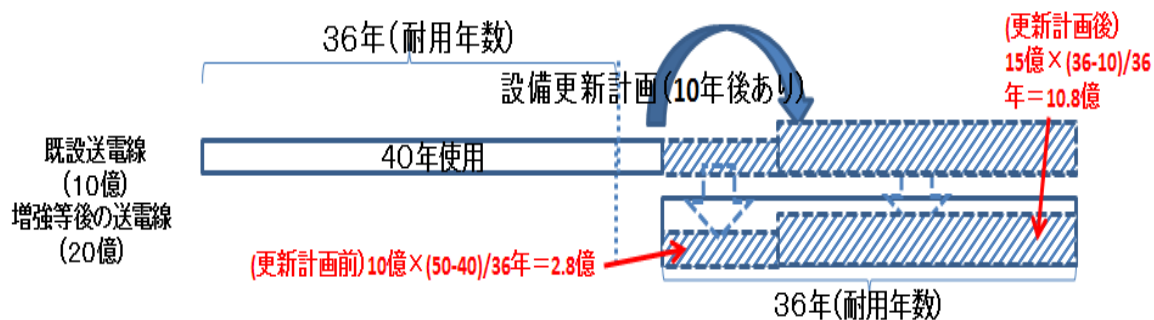 36年(耐用年数)
(更新計画後)
15億×(36-10)/36
年＝10.8億
設備更新計画(10年後あり)
既設送電線
(10億)
40年使用
増強等後の送電線
(20億)
(更新計画前)10億×(50-40)/36年＝2.8億
36年(耐用年数)